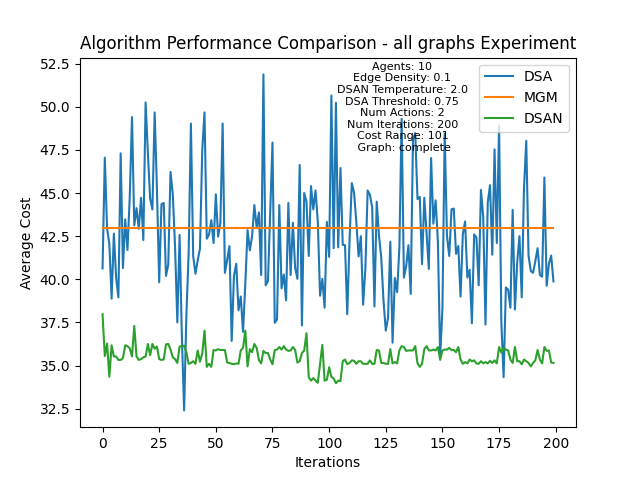 Algorithm Performance Comparison - all graphs Experiment
52.5
50.0
47.5
45.0
42.5
40.0
37.5
35.0
32.5
Average Cost
Agents: 10
Edge Density: 0.1
DSAN Temperature: 2.0
DSA Threshold: 0.75
Num Actions: 2
Num Iterations: 200
Cost Range: 101
Graph: complete
DSA
MGM
DSAN
0 25 50 75 100 125 150 175 200
Iterations